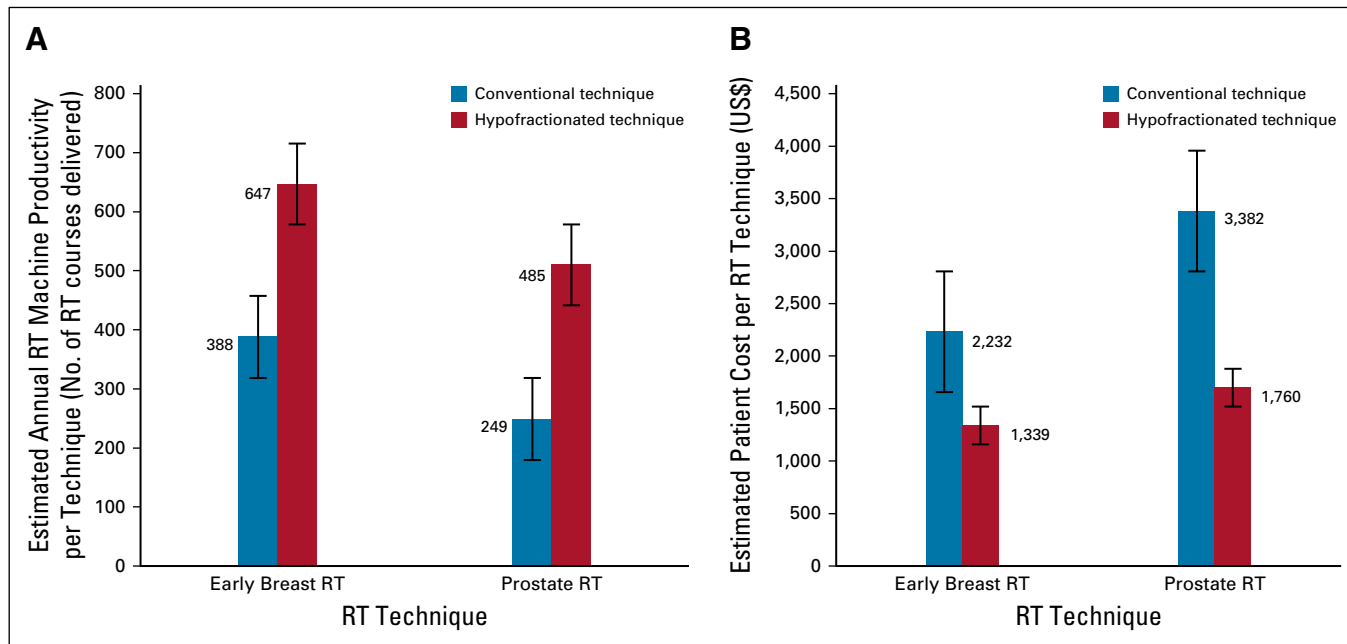 A
Estimated Annual RT Machine Productivity
per Technique (No. of RT courses delivered)
800
700
600
500
400
300
200
100
0
Conventional technique
Hypofractionated technique
647
388
485
249
Early Breast RT
Prostate RT
RT Technique
B
Estimated Patient Cost per RT Technique (US$)
4,500
4,000
3,500
3,000
2,500
2,000
1,500
1,000
500
0
Conventional technique
Hypofractionated technique
2,232
1,339
3,382
1,760
Early Breast RT
Prostate RT
RT Technique